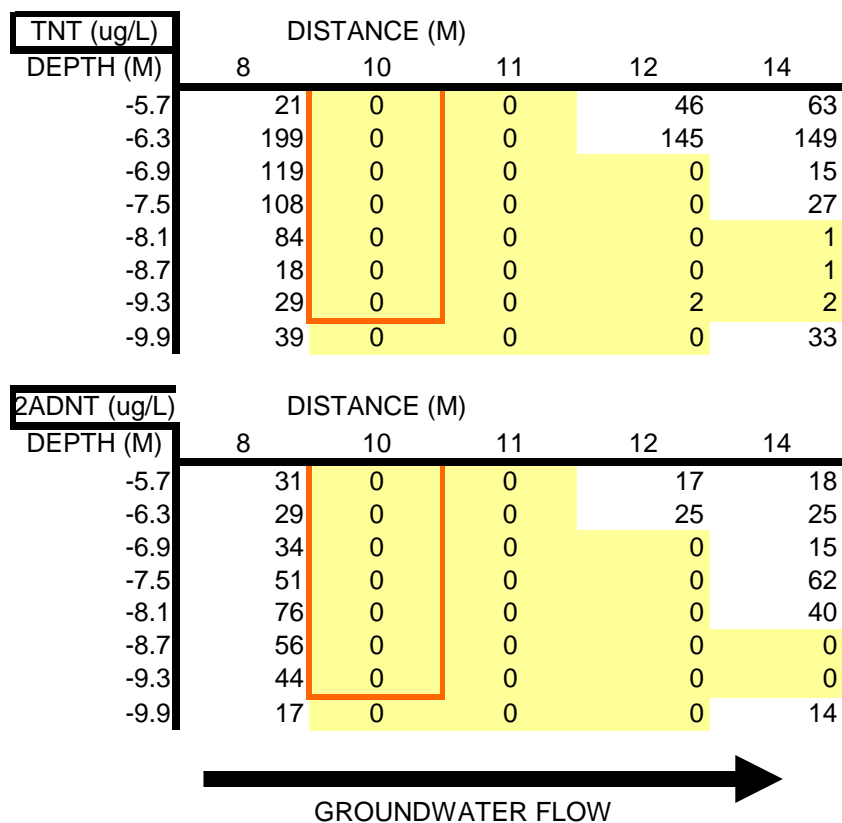 TNT (ug/L) DISTANCE (M)
DEPTH (M) 8 10 11 12 14
-5.7 21 0 0 46 63
-6.3 199 0 0 145 149
-6.9 119 0 0 0 15
-7.5 108 0 0 0 27
-8.1 84 0 0 0 1
-8.7 18 0 0 0 1
-9.3 29 0 0 2 2
-9.9 39 0 0 0 33
2ADNT (ug/L) DISTANCE (M)
DEPTH (M) 8 10 11 12 14
-5.7 31 0 0 17 18
-6.3 29 0 0 25 25
-6.9 34 0 0 0 15
-7.5 51 0 0 0 62
-8.1 76 0 0 0 40
-8.7 56 0 0 0 0
-9.3 44 0 0 0 0
-9.9 17 0 0 0 14
GROUNDWATER FLOW